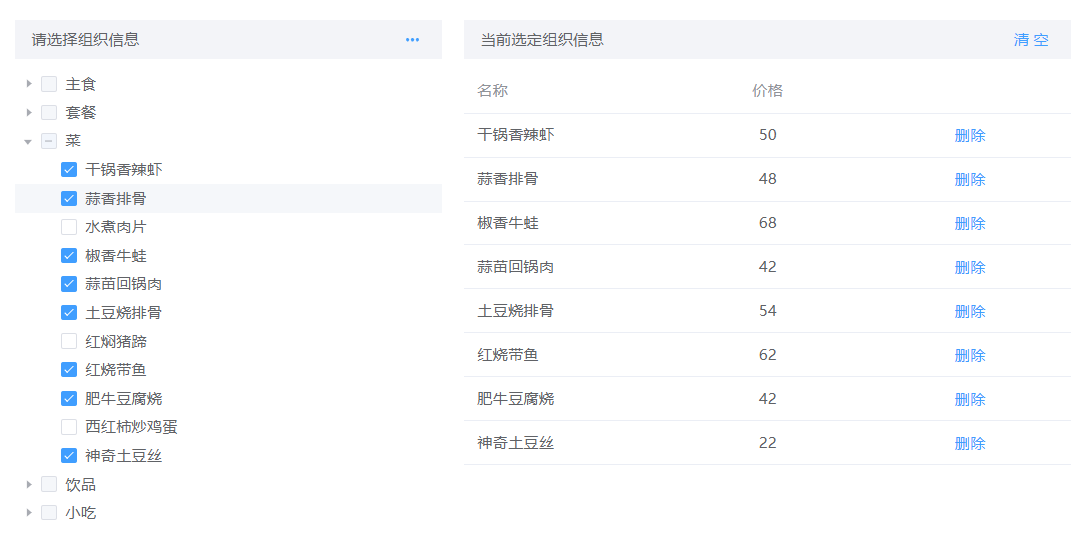 请选择组织信息
主食
套餐
菜
干锅香辣虾
蒜香排骨
水煮肉片
椒香牛蛙
蒜苗回锅肉
土豆烧排骨
红焖猪蹄
红烧带鱼
肥牛豆腐烧
西红柿炒鸡蛋
神奇土豆丝
饮品
小吃
当前选定组织信息 清 空
名称 价格
干锅香辣虾 50 删除
蒜香排骨 48 删除
椒香牛蛙 68 删除
蒜苗回锅肉 42 删除
土豆烧排骨 54 删除
红烧带鱼 62 删除
肥牛豆腐烧 42 删除
神奇土豆丝 22 删除